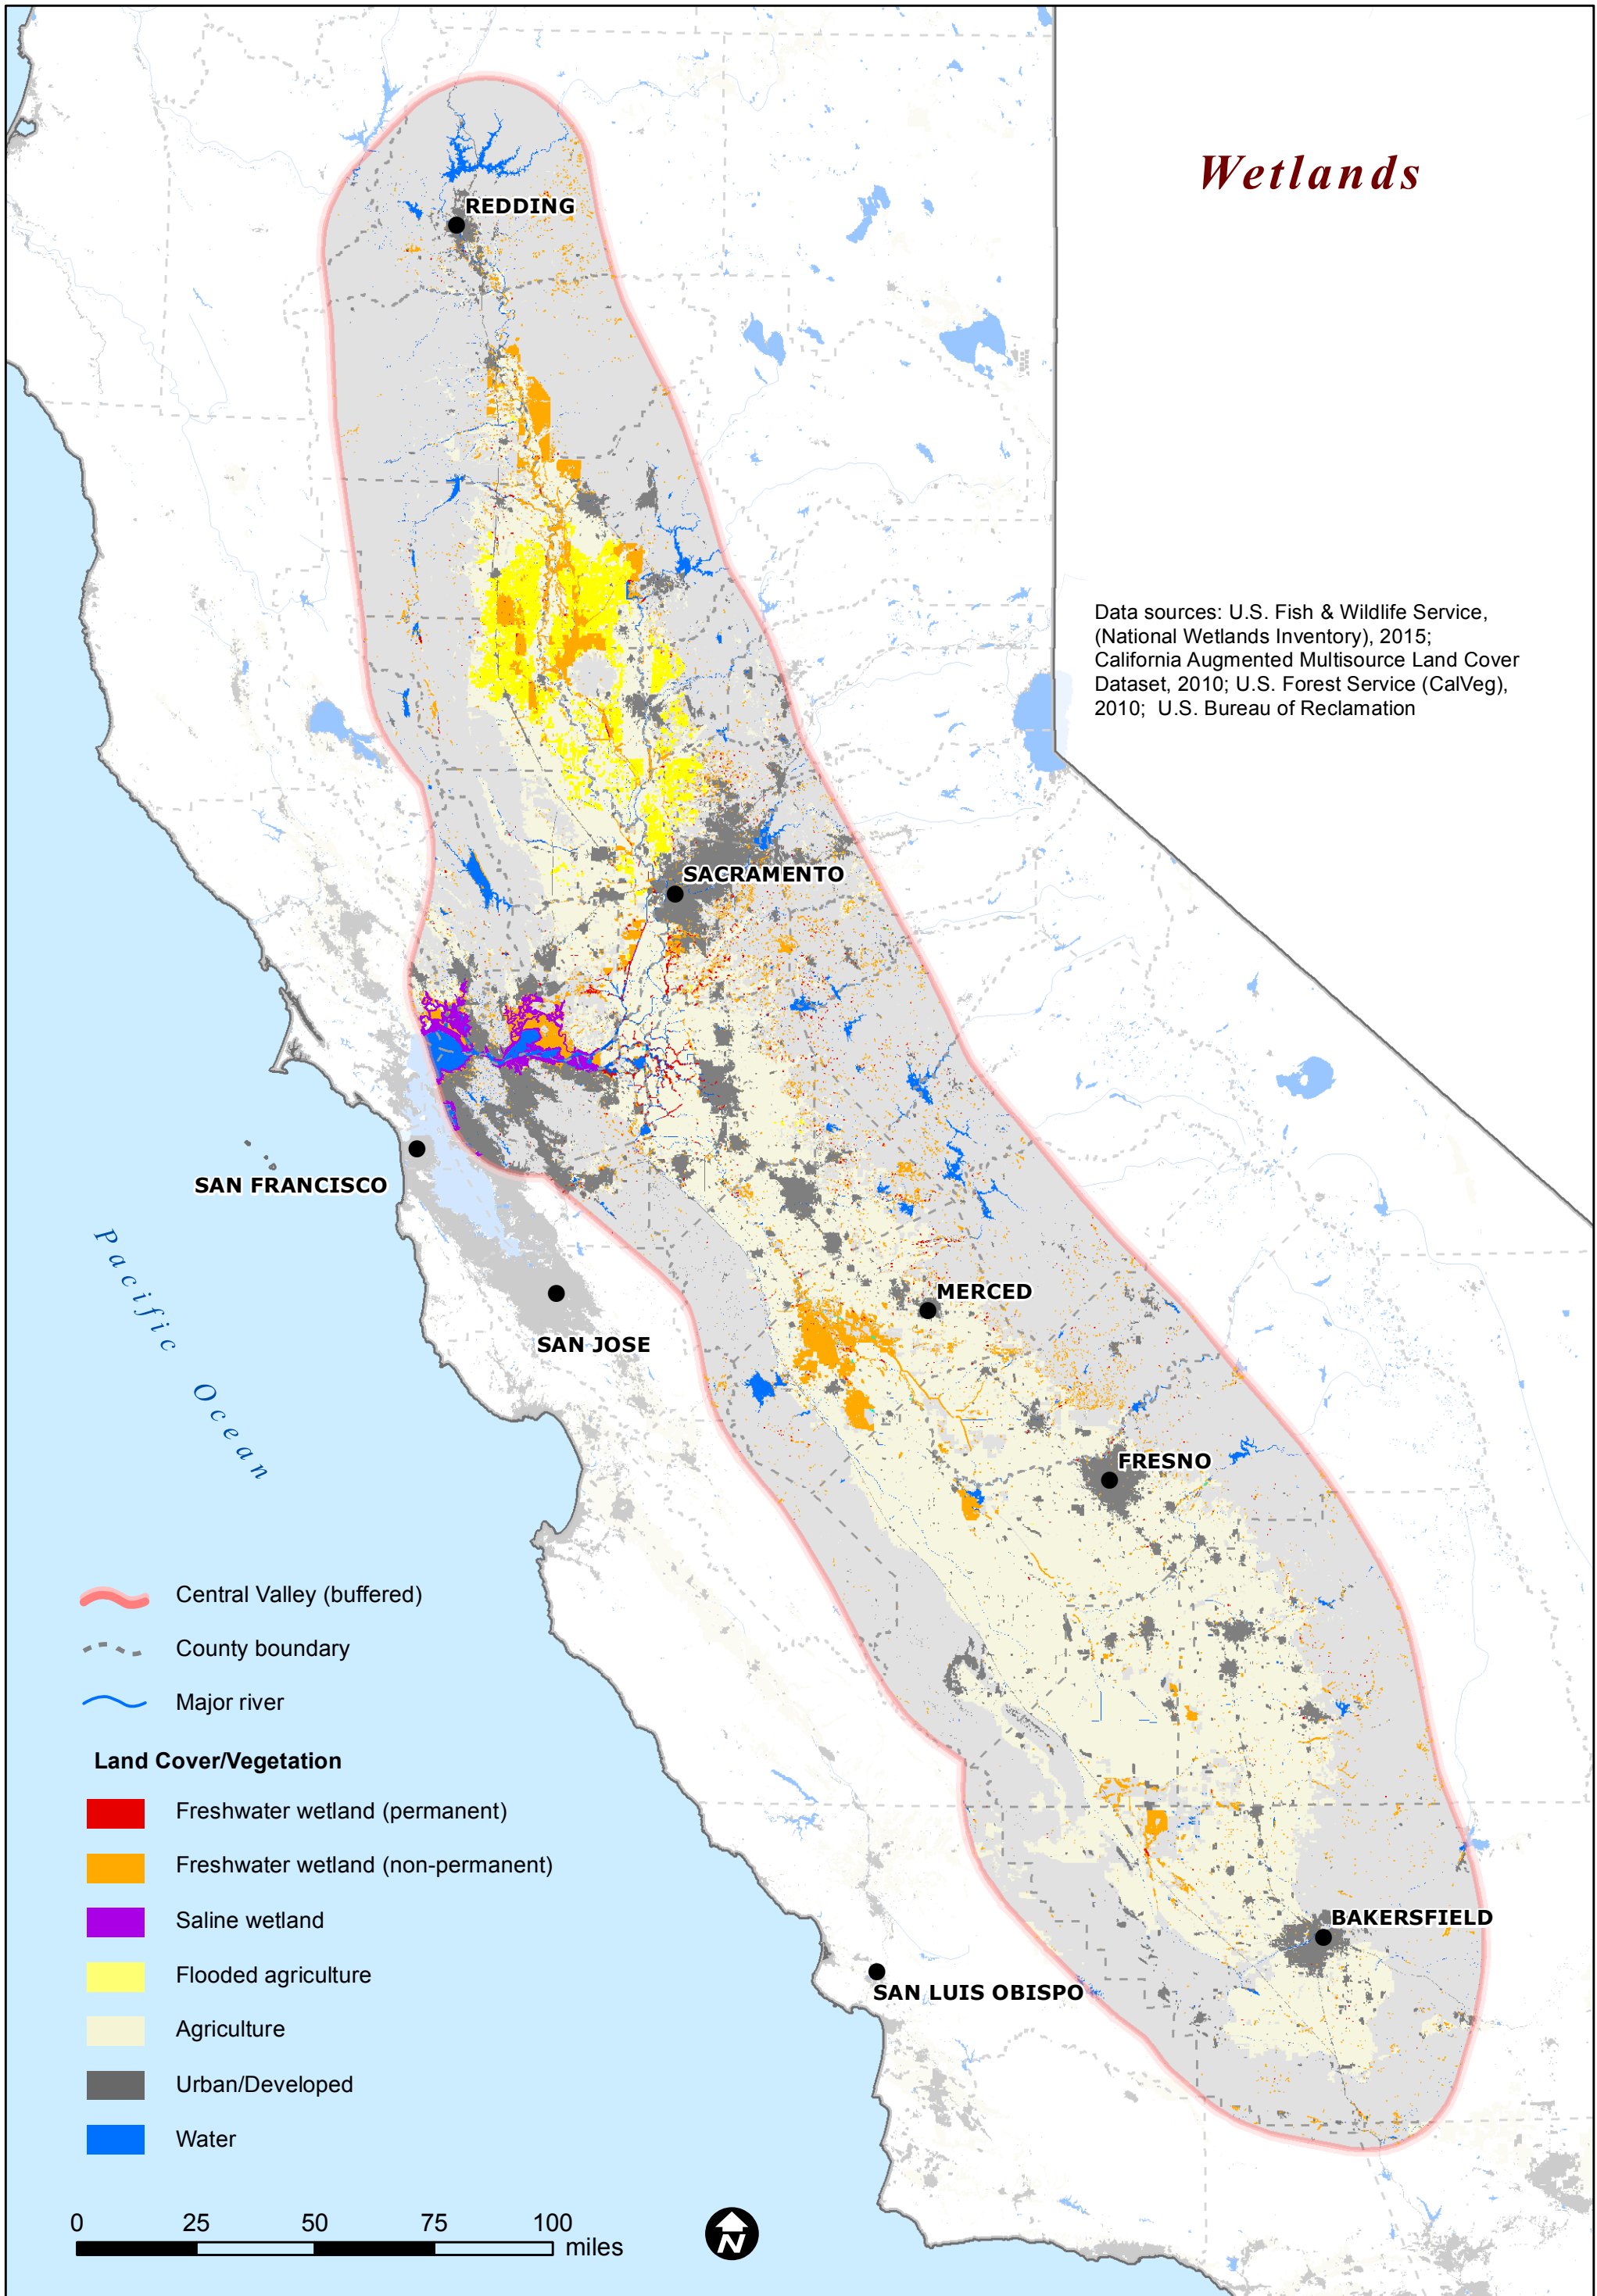 Wetlands
REDDING
Data sources: U.S. Fish & Wildlife Service,
(National Wetlands Inventory), 2015;
California Augmented Multisource Land Cover
Dataset, 2010; U.S. Forest Service (CalVeg),
2010; U.S. Bureau of Reclamation
SACRAMENTO
SAN FRANCISCO
Pacific Ocean
MERCED
SAN JOSE
FRESNO
BAKERSFIELD
SAN LUIS OBISPO
Central Valley (buffered)
County boundary
Major river
Land Cover/Vegetation
Freshwater wetland (permanent)
Freshwater wetland (non-permanent)
Saline wetland
Flooded agriculture
Agriculture
Urban/Developed
Water
0 25 50 75 100
miles
N